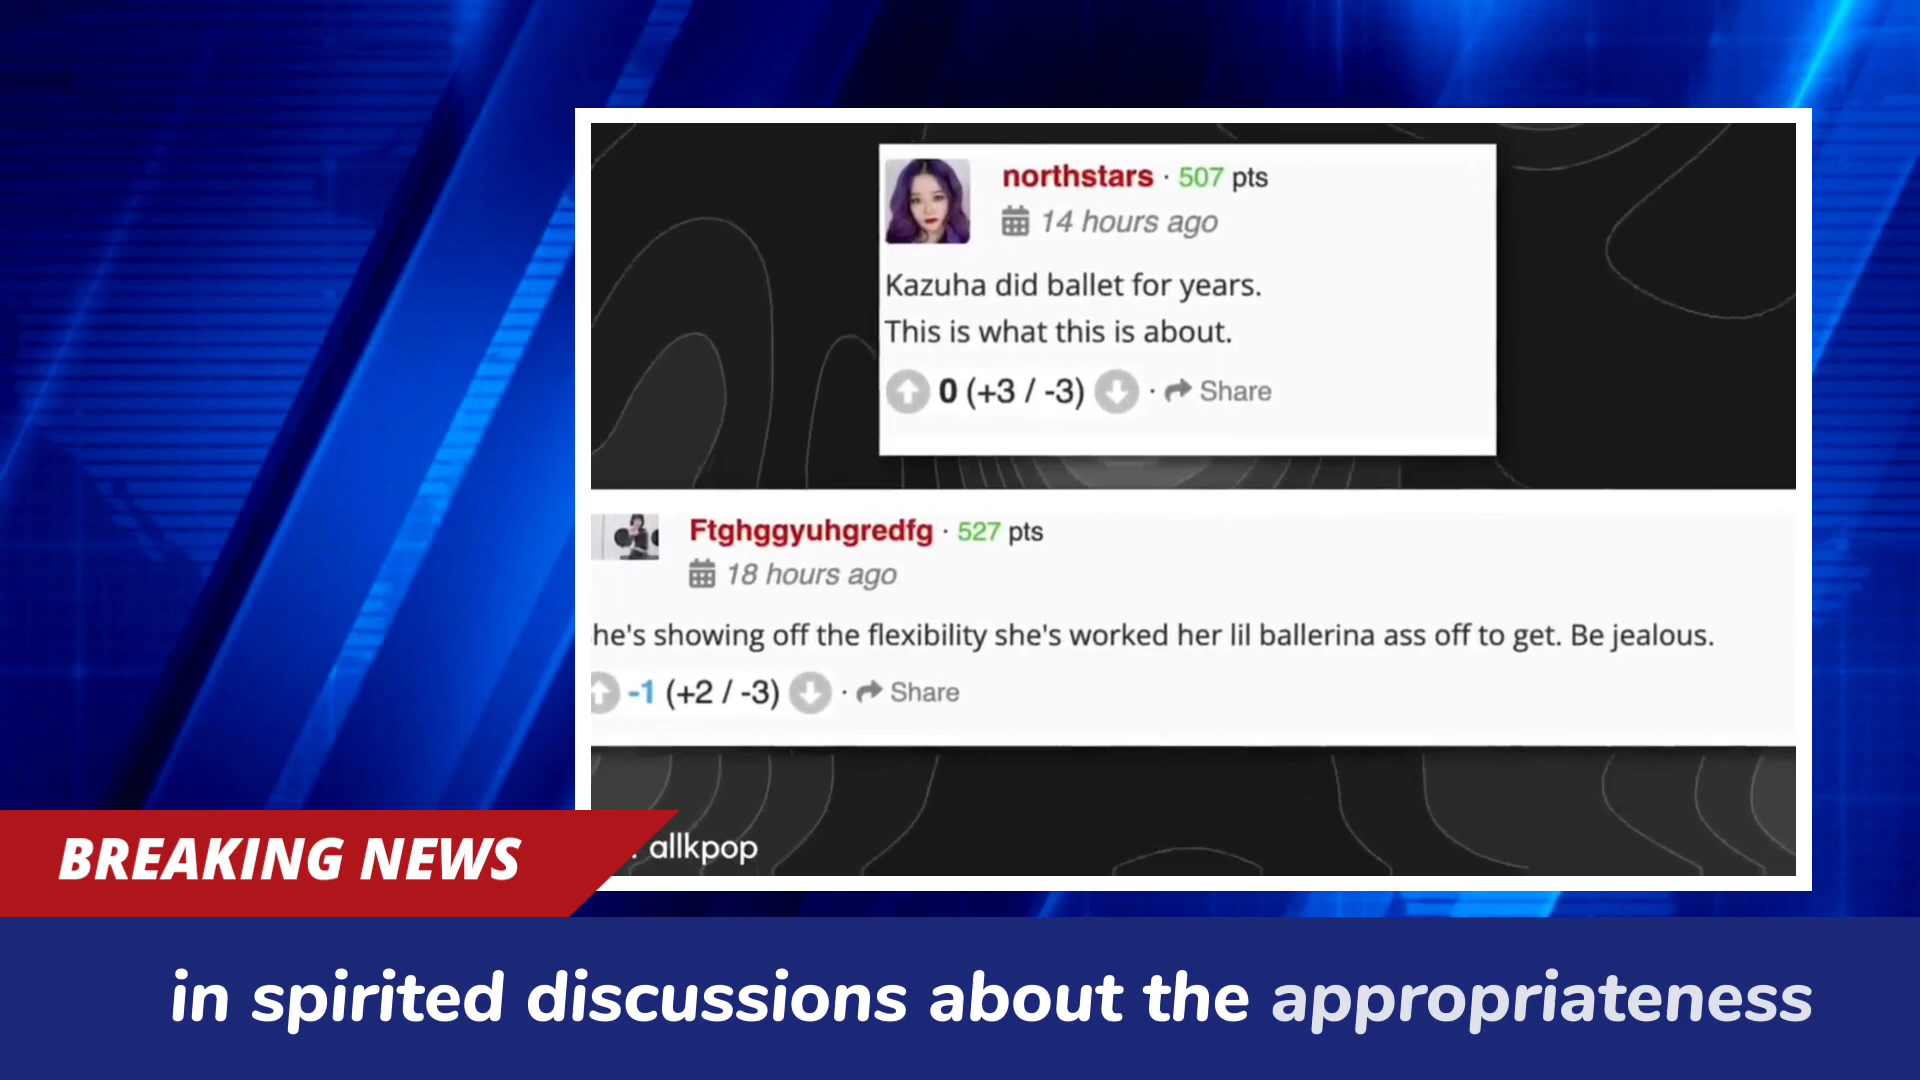 northstars · 507 pts
14 hours ago
Kazuha did ballet for years.
This is what this is about.
0 (+3 / -3) · Share
Ftghggyuhgredfg · 527 pts
18 hours ago
he's showing off the flexibility she's worked her lil ballerina ass off to get. Be jealous.
-1 (+2 / -3) · Share
: allkpop
BREAKING NEWS
in spirited discussions about the appropriateness